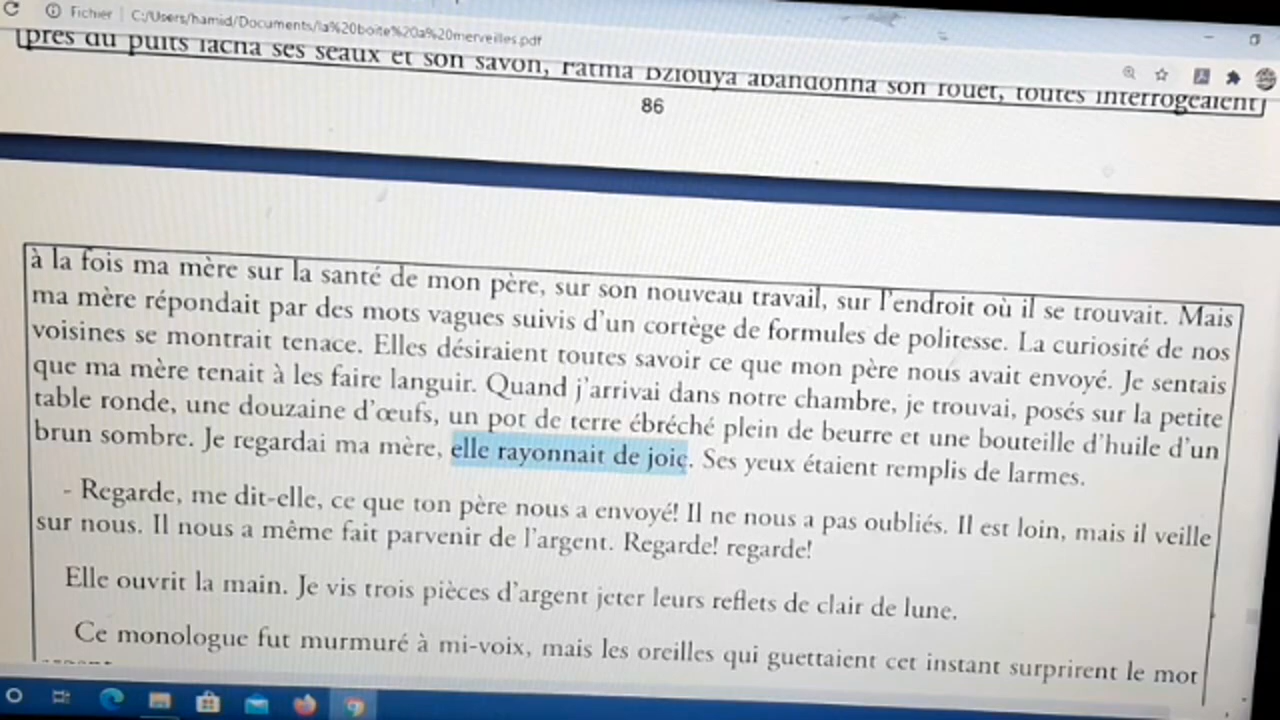 Fichier | C:/Users/hamid/Documents/la%20boite%20a%20merveilles.pdf
près du puits lâcha ses seaux et son savon, Fatma Bziouya abandonna son rouet, toutes interrogeaient
86
à la fois ma mère sur la santé de mon père, sur son nouveau travail, sur l'endroit où il se trouvait. Mais
ma mère répondait par des mots vagues suivis d'un cortège de formules de politesse. La curiosité de nos
voisines se montrait tenace. Elles désiraient toutes savoir ce que mon père nous avait envoyé. Je sentais
que ma mère tenait à les faire languir. Quand j'arrivai dans notre chambre, je trouvai, posés sur la petite
table ronde, une douzaine d'œufs, un pot de terre ébréché plein de beurre et une bouteille d'huile d'un
brun sombre. Je regardai ma mère, elle rayonnait de joie. Ses yeux étaient remplis de larmes.
- Regarde, me dit-elle, ce que ton père nous a envoyé! Il ne nous a pas oubliés. Il est loin, mais il veille
sur nous. Il nous a même fait parvenir de l'argent. Regarde! regarde!
Elle ouvrit la main. Je vis trois pièces d'argent jeter leurs reflets de clair de lune.
Ce monologue fut murmuré à mi-voix, mais les oreilles qui guettaient cet instant surprirent le mot